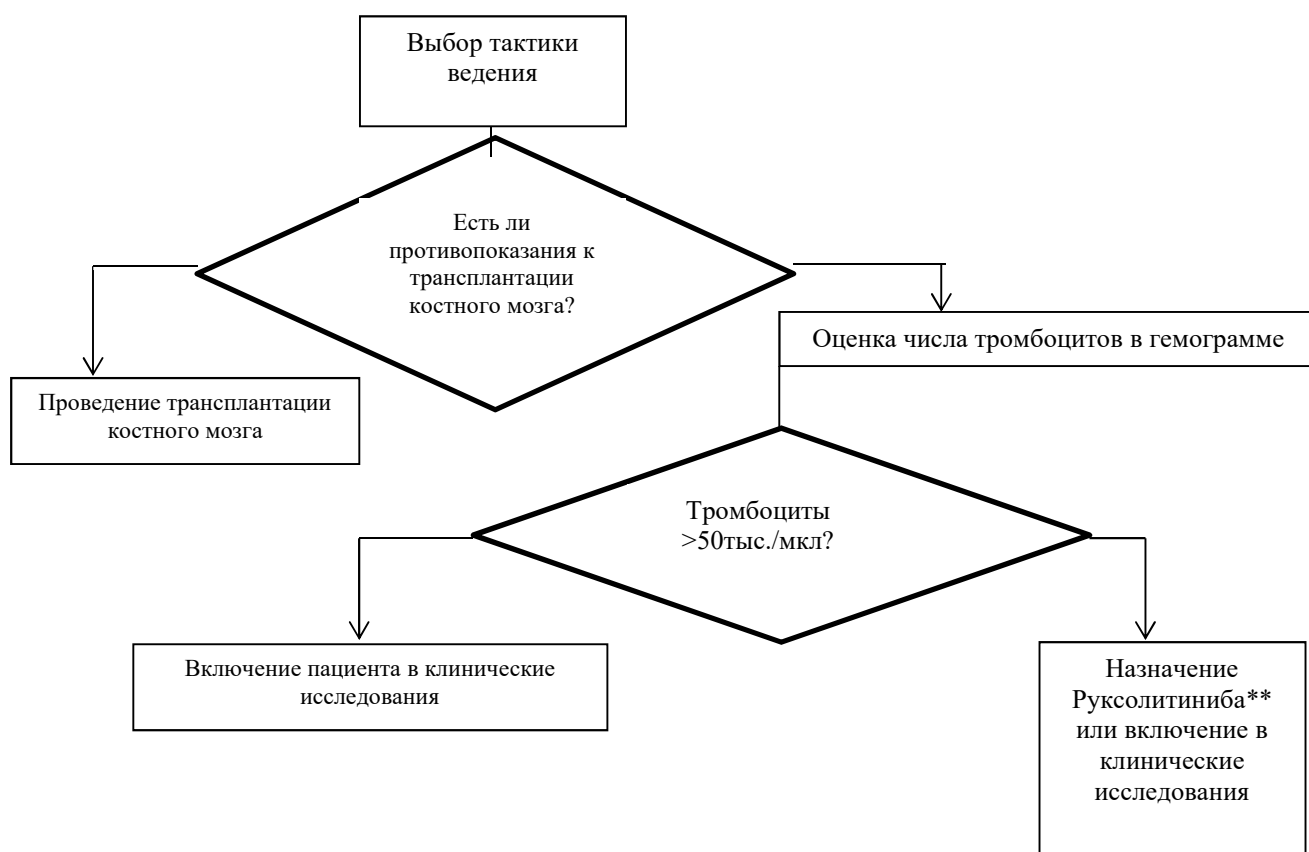 Выбор тактики
ведения
Есть ли
противопоказания к
трансплантации
костного мозга?
Оценка числа тромбоцитов в гемограмме
Проведение трансплантации
костного мозга
Тромбоциты
>50тыс./мкл?
Включение пациента в клинические
исследования
Назначение
Руксолитиниба**
или включение в
клинические
исследования